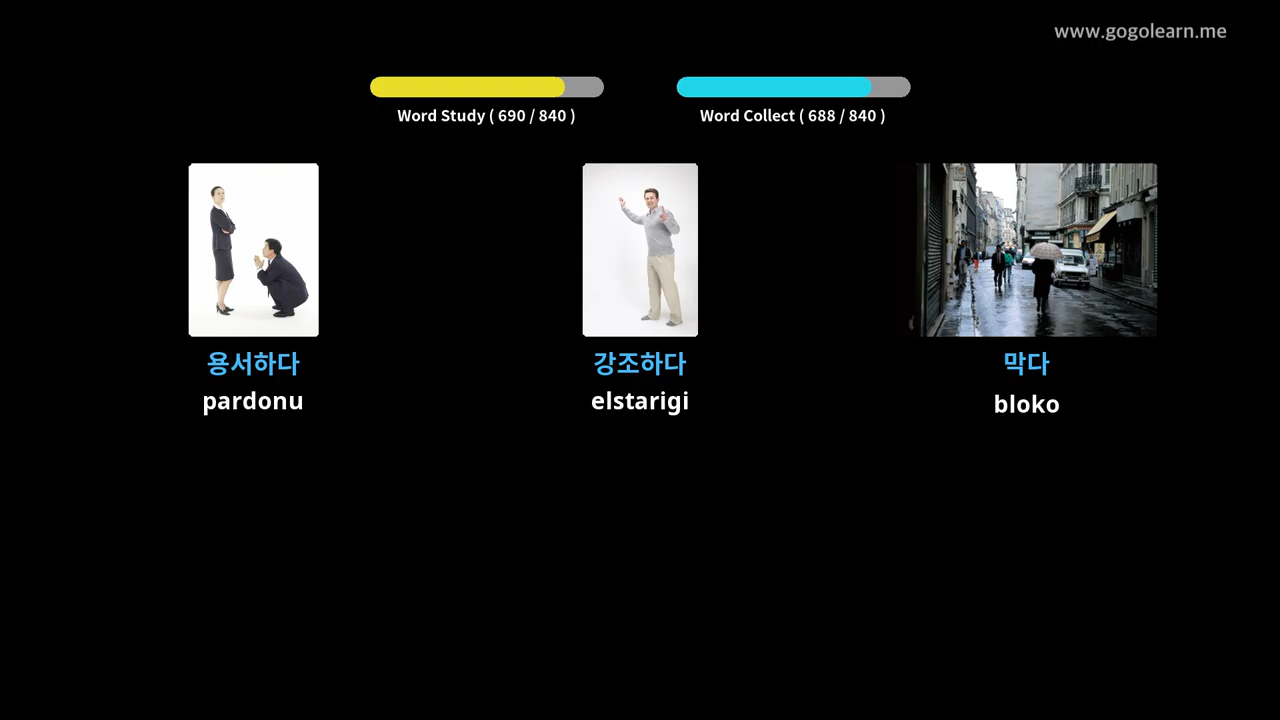 www.gogolearn.me
Word Study ( 690 / 840 )
Word Collect ( 688 / 840 )
용서하다
강조하다
막다
pardonu
elstarigi
bloko